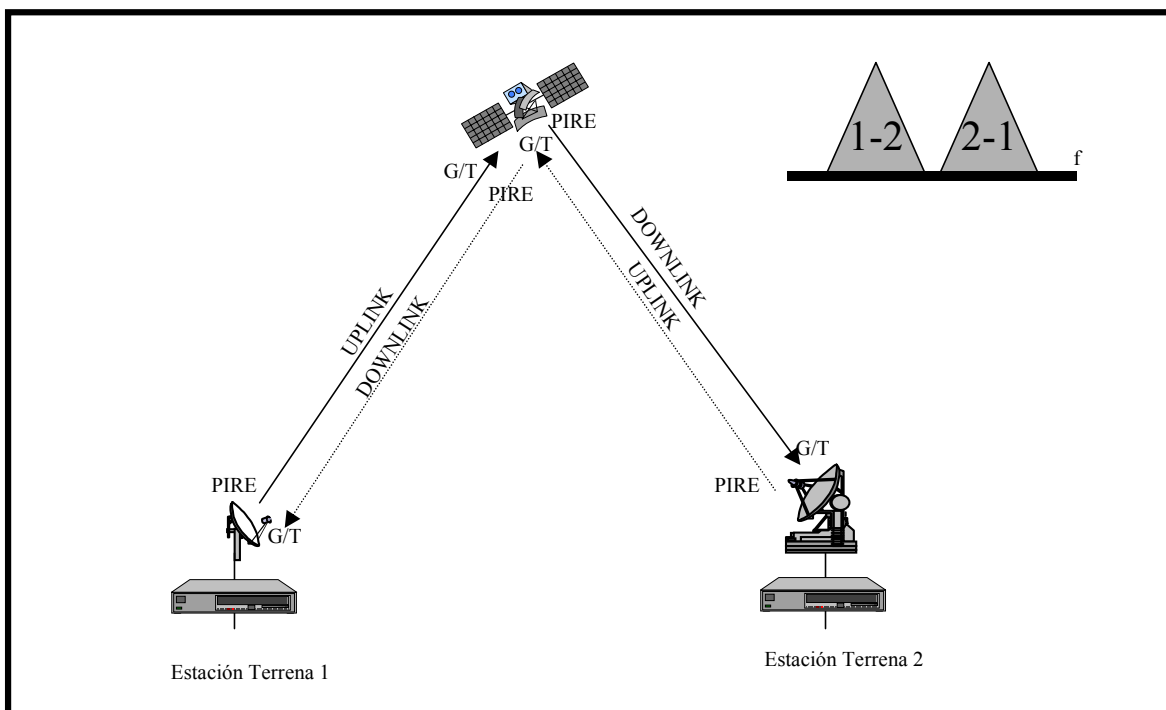 1-2
2-1
f
PIRE
G/T
G/T
PIRE
UPLINK
DOWNLINK
DOWNLINK
UPLINK
G/T
PIRE
PIRE
G/T
Estación Terrena 1
Estación Terrena 2